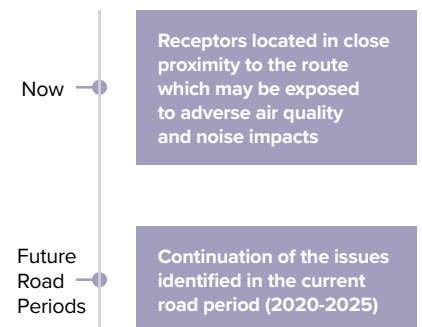 Now
Receptors located in close
proximity to the route
which may be exposed
to adverse air quality
and noise impacts
Future
Road
Periods
Continuation of the issues
identified in the current
road period (2020-2025)